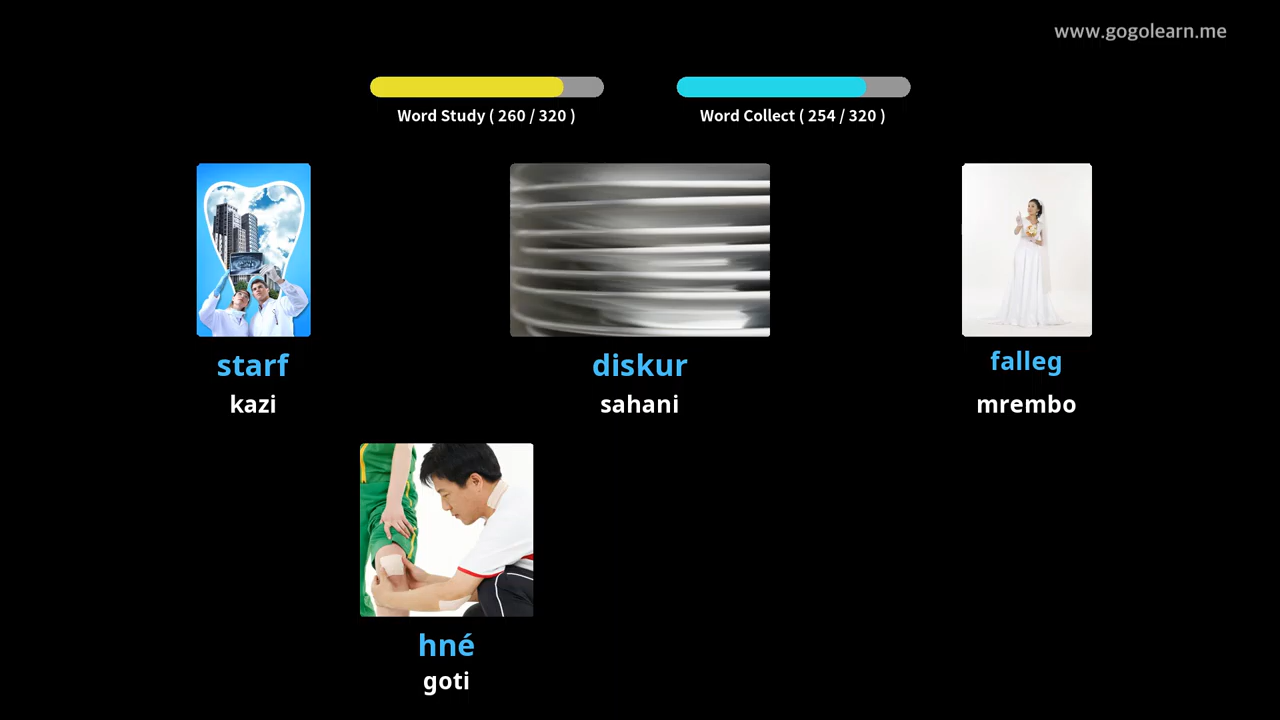 www.gogolearn.me
Word Study ( 260 / 320 )
Word Collect ( 254 / 320 )
starf
kazi
diskur
sahani
falleg
mrembo
hné
goti